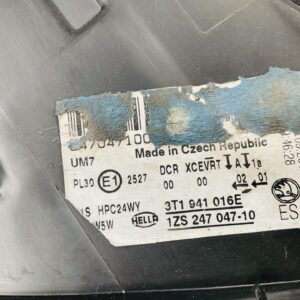 Made in Czech Republic
UM7 DCR XCEVRT
PL30 E1 2527 00 00 02 01
HPC24WY 3T1 941 016E
W5W HELLA 1ZS 247 047-10